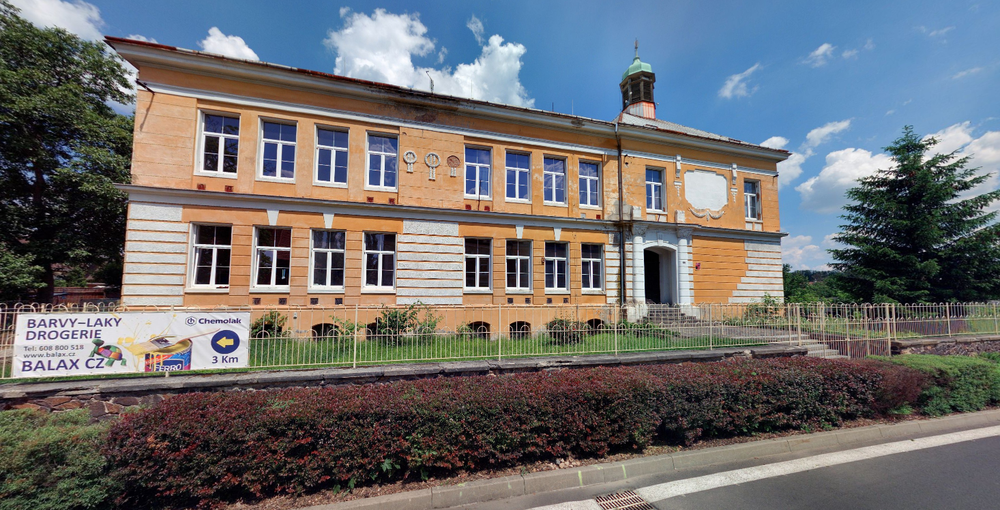 BARVY–LAKY
DROGERIE
Tel: 608 800 518
www.balax.cz
BALAX CZ
Chemolak
3 Km
FERRO